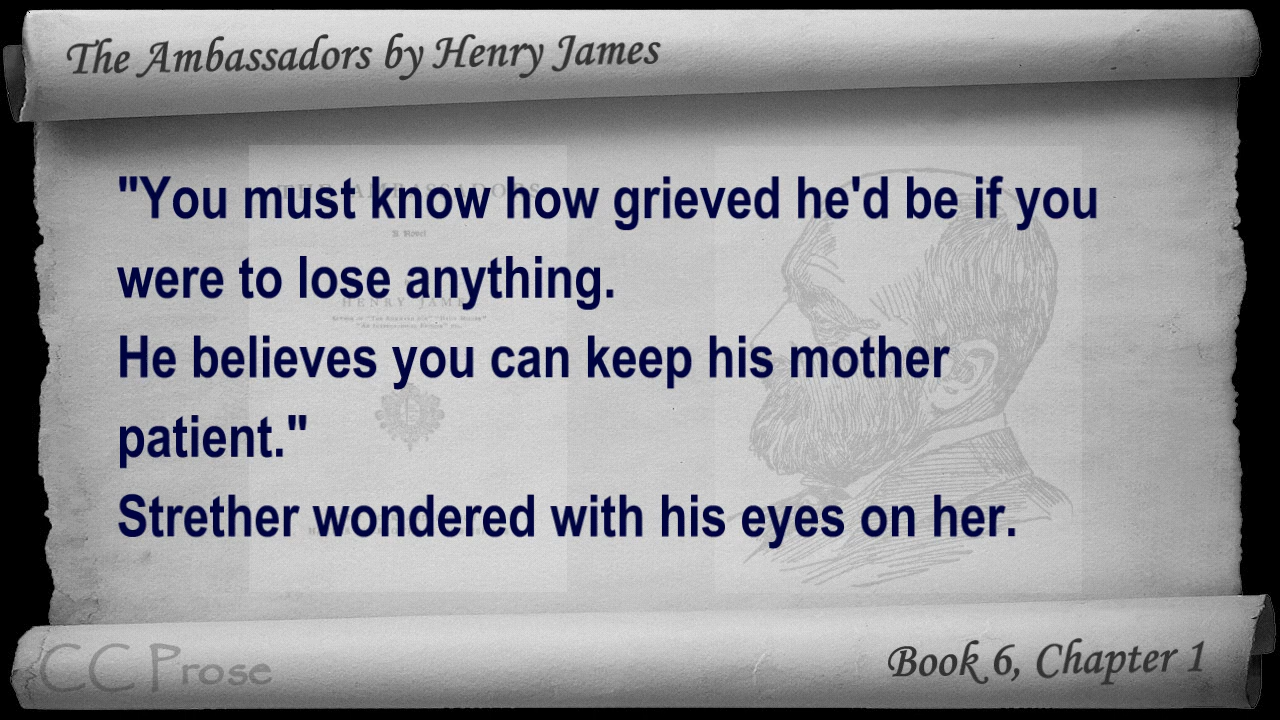 The Ambassadors by Henry James
"You must know how grieved he'd be if you
were to lose anything.
He believes you can keep his mother
patient."
Strether wondered with his eyes on her.
CC Prose
Book 6, Chapter 1